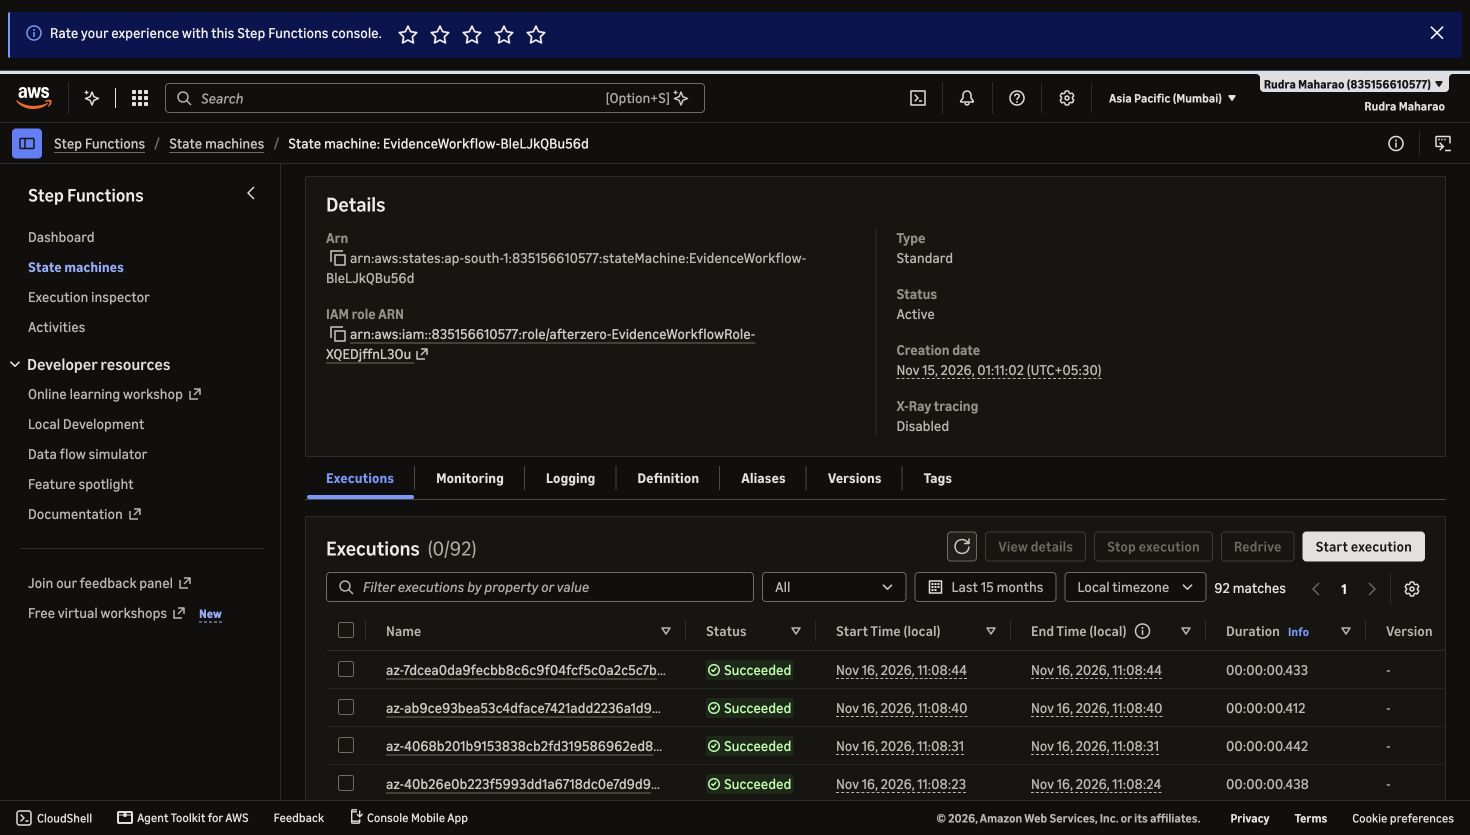 Rate your experience with this Step Functions console.
aws
Search
[Option+S]
Asia Pacific (Mumbai)
Rudra Maharao (835156610577)
Rudra Maharao
Step Functions / State machines / State machine: EvidenceWorkflow-BleLJkQBu56d
Step Functions
Dashboard
State machines
Execution inspector
Activities
Developer resources
Online learning workshop
Local Development
Data flow simulator
Feature spotlight
Documentation
Join our feedback panel
Free virtual workshops New
Details
Arn
arn:aws:states:ap-south-1:835156610577:stateMachine:EvidenceWorkflow-
BleLJkQBu56d
IAM role ARN
arn:aws:iam::835156610577:role/afterzero-EvidenceWorkflowRole-
XQEDjffnL3Ou
Type
Standard
Status
Active
Creation date
Nov 15, 2026, 01:11:02 (UTC+05:30)
X-Ray tracing
Disabled
Executions Monitoring Logging Definition Aliases Versions Tags
Executions (0/92)
View details Stop execution Redrive Start execution
Filter executions by property or value
All
Last 15 months
Local timezone
92 matches
1
Name Status Start Time (local) End Time (local) Duration Info Version
az-7dcea0da9fecbb8c6c9f04fcf5c0a2c5c7b... Succeeded Nov 16, 2026, 11:08:44 Nov 16, 2026, 11:08:44 00:00:00.433 -
az-ab9ce93bea53c4dface7421add2236a1d9... Succeeded Nov 16, 2026, 11:08:40 Nov 16, 2026, 11:08:40 00:00:00.412 -
az-4068b201b9153838cb2fd319586962ed8... Succeeded Nov 16, 2026, 11:08:31 Nov 16, 2026, 11:08:31 00:00:00.442 -
az-40b26e0b223f5993dd1a6718dc0e7d9d9... Succeeded Nov 16, 2026, 11:08:23 Nov 16, 2026, 11:08:24 00:00:00.438 -
CloudShell Agent Toolkit for AWS Feedback Console Mobile App
© 2026, Amazon Web Services, Inc. or its affiliates. Privacy Terms Cookie preferences